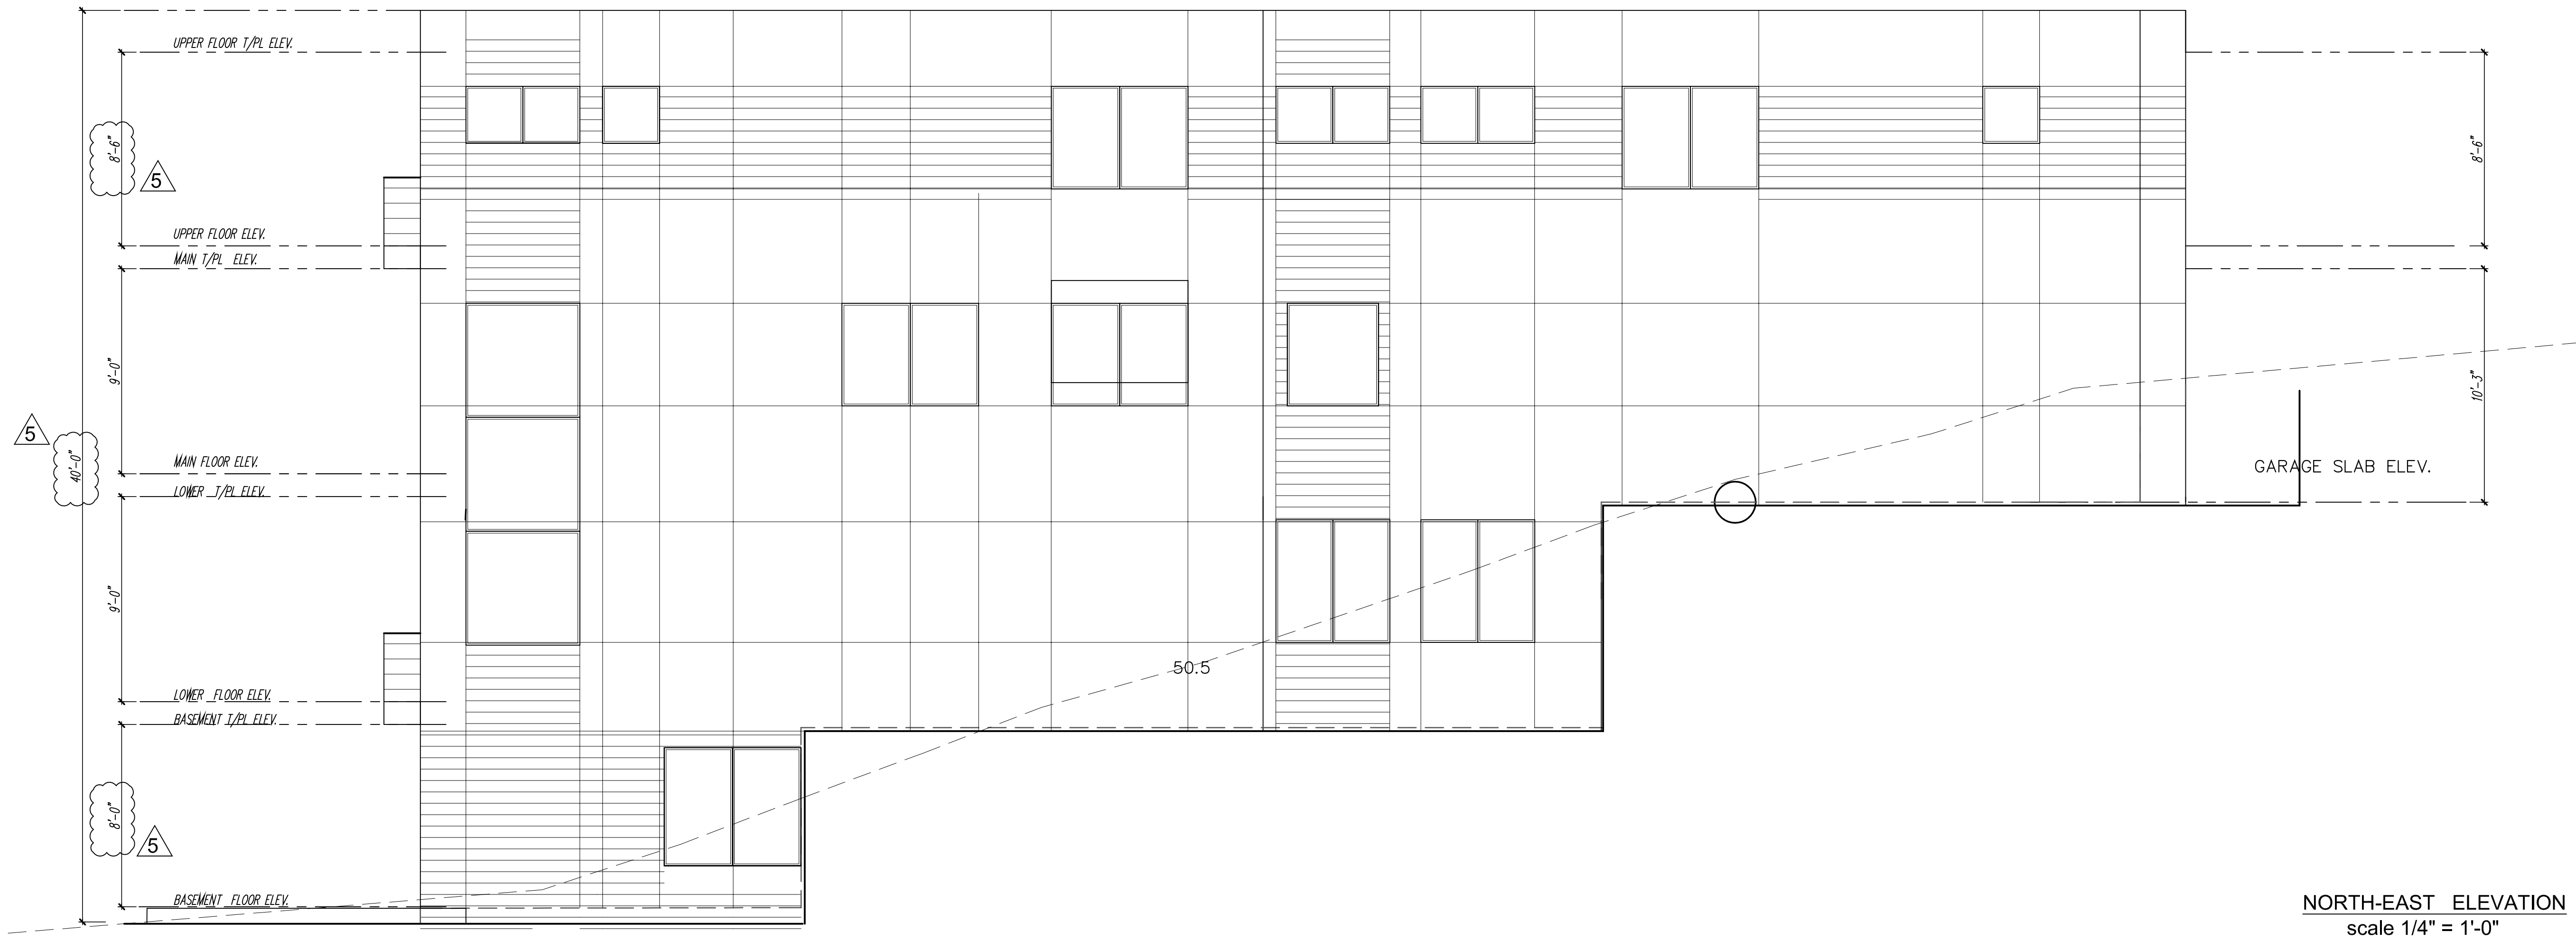 UPPER FLOOR T/PL ELEV.
8'-6"
5
8'-6"
UPPER FLOOR ELEV.
MAIN T/PL ELEV.
9'-0"
10'-3"
5
40'-0"
MAIN FLOOR ELEV.
GARAGE SLAB ELEV.
LOWER T/PL ELEV.
9'-0"
50.5
LOWER FLOOR ELEV.
BASEMENT T/PL ELEV.
8'-0"
5
BASEMENT FLOOR ELEV.
NORTH-EAST ELEVATION
scale 1/4" = 1'-0"